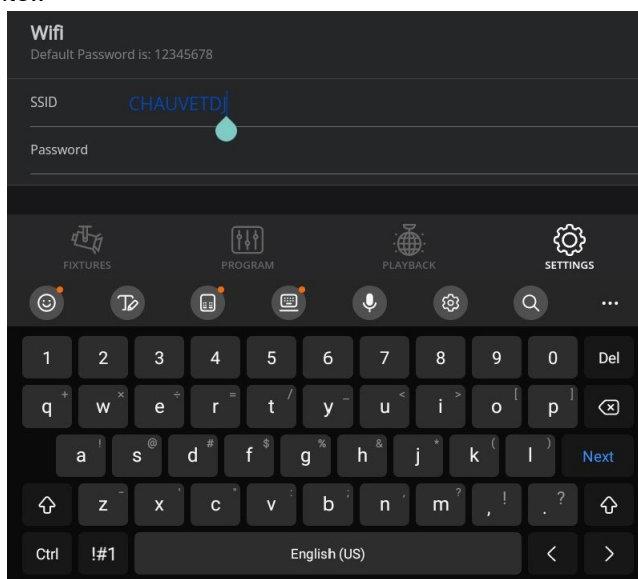 Wifi
Default Password is: 12345678
SSID CHAUVETDJ
Password
FIXTURES PROGRAM PLAYBACK SETTINGS
1 2 3 4 5 6 7 8 9 0 Del
q + w × e ÷ r = t / y _ u < i > o [ p ]
a ! s @ d # f $ g % h & j * k ( l ) Next
z - x ' c " v : b ; n , m ? , ! . ?
Ctrl !#1 English (US) < >